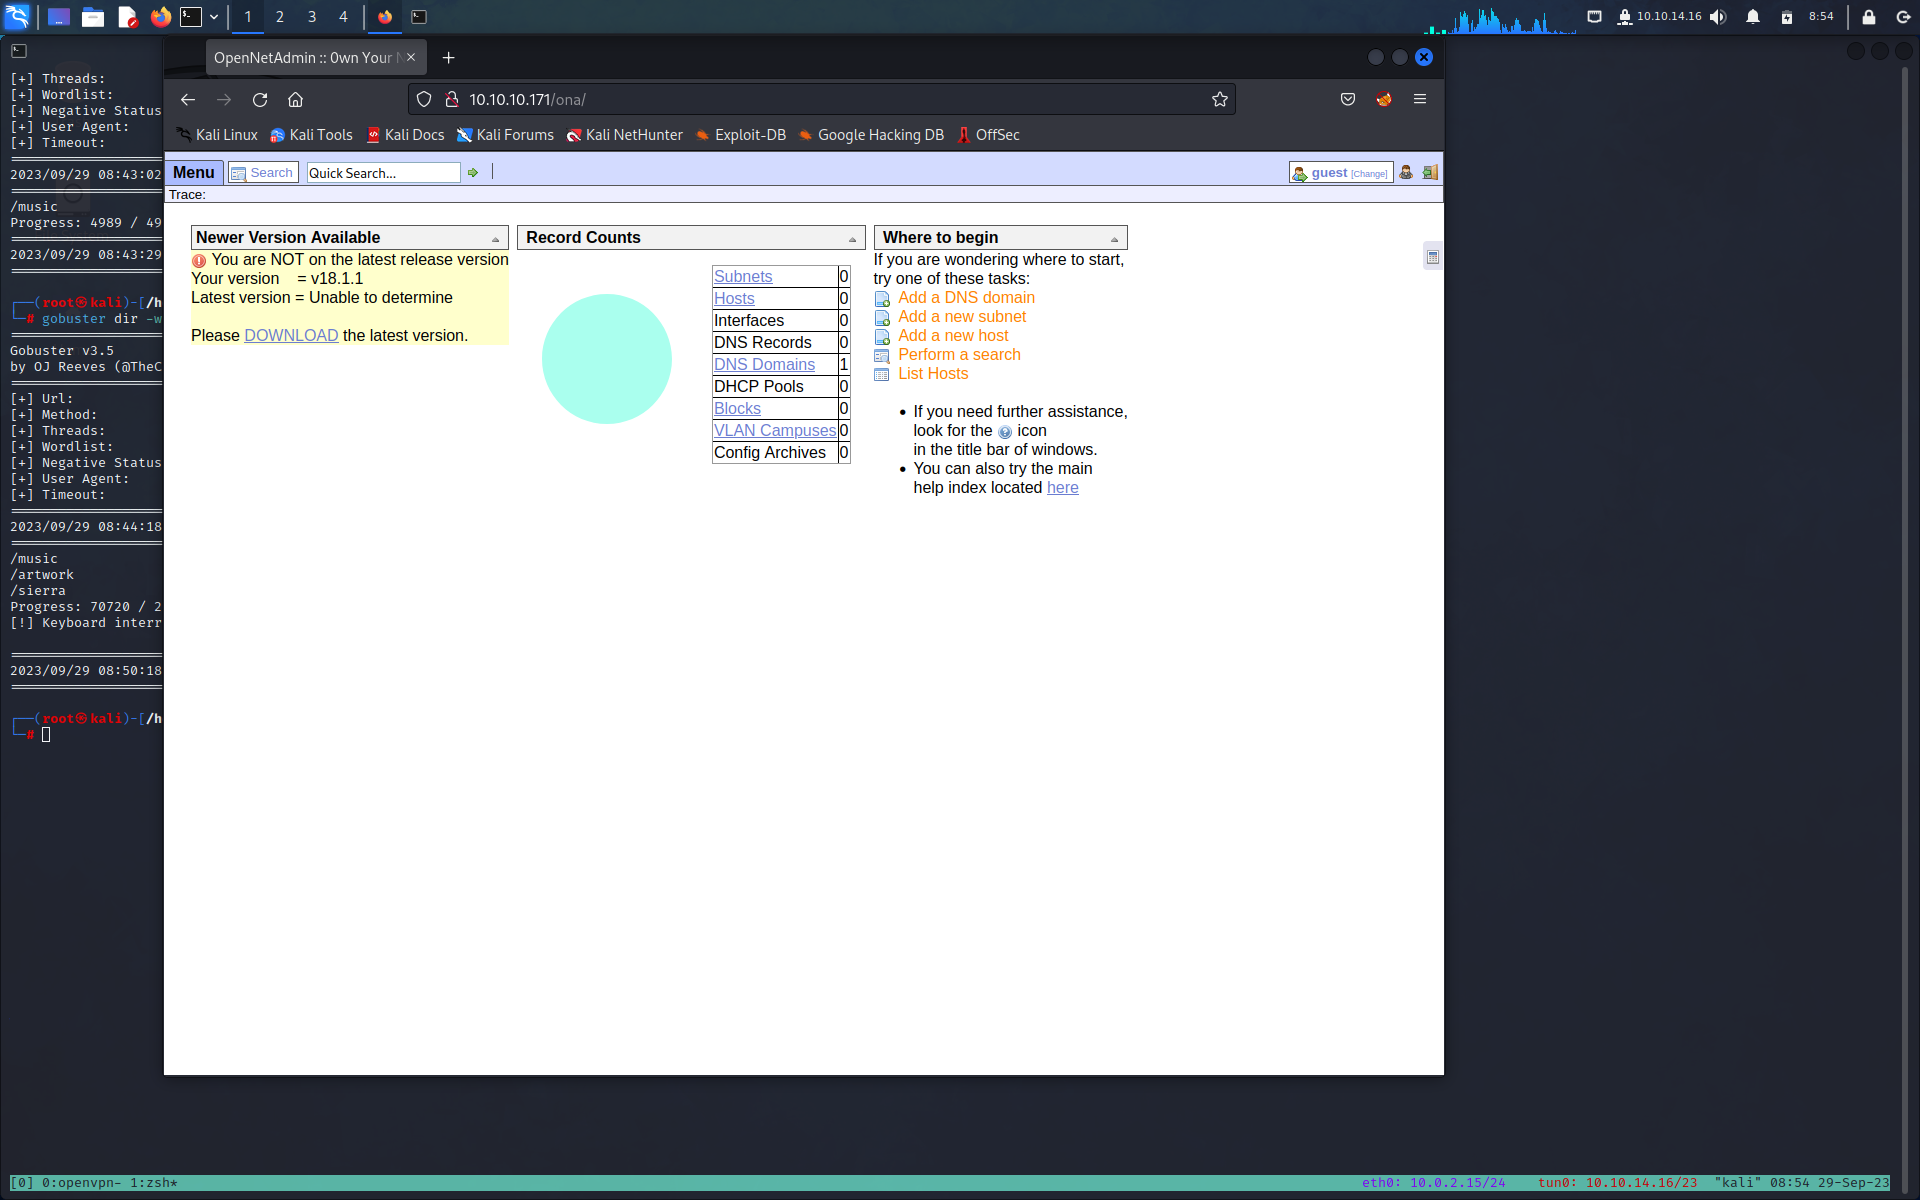 1 2 3 4
10.10.14.16 8:54
OpenNetAdmin :: 0wn Your N
10.10.10.171/ona/
Kali Linux Kali Tools Kali Docs Kali Forums Kali NetHunter Exploit-DB Google Hacking DB OffSec
Menu Search Quick Search... guest [Change]
Trace:
Newer Version Available
You are NOT on the latest release version
Your version = v18.1.1
Latest version = Unable to determine
Please DOWNLOAD the latest version.
Record Counts
Subnets 0
Hosts 0
Interfaces 0
DNS Records 0
DNS Domains 1
DHCP Pools 0
Blocks 0
VLAN Campuses 0
Config Archives 0
Where to begin
If you are wondering where to start,
try one of these tasks:
Add a DNS domain
Add a new subnet
Add a new host
Perform a search
List Hosts
• If you need further assistance,
look for the icon
in the title bar of windows.
• You can also try the main
help index located here
[+] Threads:
[+] Wordlist:
[+] Negative Status
[+] User Agent:
[+] Timeout:
===================
2023/09/29 08:43:02
===================
/music
Progress: 4989 / 49
===================
2023/09/29 08:43:29
===================
┌──(root㉿kali)-[/h
└─# gobuster dir -w
===================
Gobuster v3.5
by OJ Reeves (@TheC
===================
[+] Url:
[+] Method:
[+] Threads:
[+] Wordlist:
[+] Negative Status
[+] User Agent:
[+] Timeout:
===================
2023/09/29 08:44:18
===================
/music
/artwork
/sierra
Progress: 70720 / 2
[!] Keyboard interr
===================
2023/09/29 08:50:18
===================
┌──(root㉿kali)-[/h
└─#
[0] 0:openvpn- 1:zsh* eth0: 10.0.2.15/24 tun0: 10.10.14.16/23 "kali" 08:54 29-Sep-23